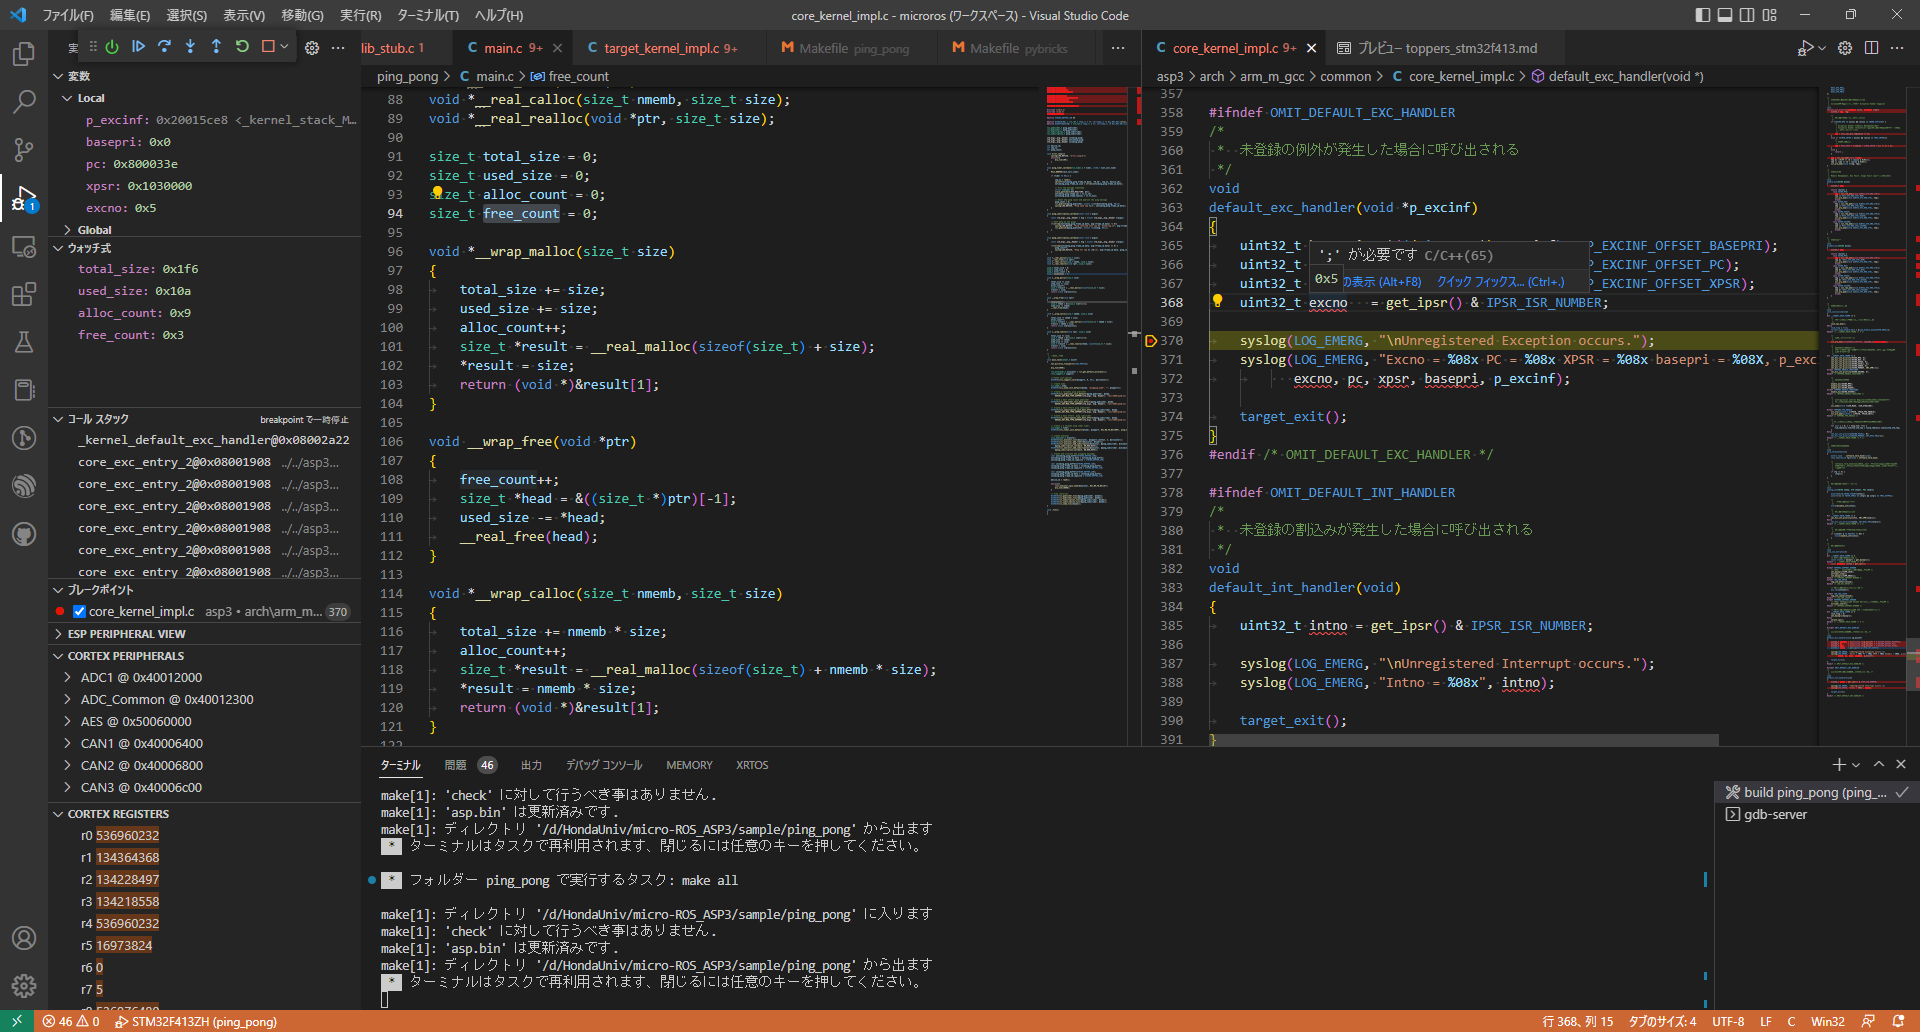 ファイル(F) 編集(E) 選択(S) 表示(V) 移動(G) 実行(R) ターミナル(T) ヘルプ(H)
core_kernel_impl.c - microros (ワークスペース) - Visual Studio Code
lib_stub.c 1
main.c 9+
target_kernel_impl.c 9+
Makefile ping_pong
Makefile pybricks
core_kernel_impl.c 9+
プレビュー toppers_stm32f413.md
変数
Local
p_excinf: 0x20015ce8 <_kernel_stack_M…
basepri: 0x0
pc: 0x800033e
xpsr: 0x1030000
excno: 0x5
Global
ウォッチ式
total_size: 0x1f6
used_size: 0x10a
alloc_count: 0x9
free_count: 0x3
コール スタック
breakpoint で一時停止
_kernel_default_exc_handler@0x08002a22
core_exc_entry_2@0x08001908 ../../asp3...
core_exc_entry_2@0x08001908 ../../asp3...
core_exc_entry_2@0x08001908 ../../asp3...
core_exc_entry_2@0x08001908 ../../asp3...
core_exc_entry_2@0x08001908 ../../asp3...
core_exc_entry_2@0x08001908 ../../asp3...
ブレークポイント
core_kernel_impl.c asp3 • arch\arm_m... 370
ESP PERIPHERAL VIEW
CORTEX PERIPHERALS
ADC1 @ 0x40012000
ADC_Common @ 0x40012300
AES @ 0x50060000
CAN1 @ 0x40006400
CAN2 @ 0x40006800
CAN3 @ 0x40006c00
CORTEX REGISTERS
r0 536960232
r1 134364368
r2 134228497
r3 134218558
r4 536960232
r5 16973824
r6 0
r7 5
ping_pong > C main.c > free_count
88 void *__real_calloc(size_t nmemb, size_t size);
89 void *__real_realloc(void *ptr, size_t size);
90
91 size_t total_size = 0;
92 size_t used_size = 0;
93 size_t alloc_count = 0;
94 size_t free_count = 0;
95
96 void *__wrap_malloc(size_t size)
97 {
98 total_size += size;
99 used_size += size;
100 alloc_count++;
101 size_t *result = __real_malloc(sizeof(size_t) + size);
102 *result = size;
103 return (void *)&result[1];
104 }
105
106 void __wrap_free(void *ptr)
107 {
108 free_count++;
109 size_t *head = &((size_t *)ptr)[-1];
110 used_size -= *head;
111 __real_free(head);
112 }
113
114 void *__wrap_calloc(size_t nmemb, size_t size)
115 {
116 total_size += nmemb * size;
117 alloc_count++;
118 size_t *result = __real_malloc(sizeof(size_t) + nmemb * size);
119 *result = nmemb * size;
120 return (void *)&result[1];
121 }
122
asp3 > arch > arm_m_gcc > common > C core_kernel_impl.c > default_exc_handler(void *)
357
358 #ifndef OMIT_DEFAULT_EXC_HANDLER
359 /*
360 * 未登録の例外が発生した場合に呼び出される
361 */
362 void
363 default_exc_handler(void *p_excinf)
364 {
365 uint32_t P_EXCINF_OFFSET_BASEPRI);
366 uint32_t P_EXCINF_OFFSET_PC);
367 uint32_t P_EXCINF_OFFSET_XPSR);
';' が必要です C/C++(65)
0x5 の表示 (Alt+F8) クイック フィックス... (Ctrl+.)
368 uint32_t excno = get_ipsr() & IPSR_ISR_NUMBER;
369
370 syslog(LOG_EMERG, "\nUnregistered Exception occurs.");
371 syslog(LOG_EMERG, "Excno = %08x PC = %08x XPSR = %08x basepri = %08X, p_exc
372 excno, pc, xpsr, basepri, p_excinf);
373
374 target_exit();
375 }
376 #endif /* OMIT_DEFAULT_EXC_HANDLER */
377
378 #ifndef OMIT_DEFAULT_INT_HANDLER
379 /*
380 * 未登録の割込みが発生した場合に呼び出される
381 */
382 void
383 default_int_handler(void)
384 {
385 uint32_t intno = get_ipsr() & IPSR_ISR_NUMBER;
386
387 syslog(LOG_EMERG, "\nUnregistered Interrupt occurs.");
388 syslog(LOG_EMERG, "Intno = %08x", intno);
389
390 target_exit();
391 }
ターミナル 問題 46 出力 デバッグ コンソール MEMORY XRTOS
make[1]: 'check' に対して行うべき事はありません.
make[1]: 'asp.bin' は更新済みです.
make[1]: ディレクトリ '/d/HondaUniv/micro-ROS_ASP3/sample/ping_pong' から出ます
* ターミナルはタスクで再利用されます、閉じるには任意のキーを押してください。
* フォルダー ping_pong で実行するタスク: make all
make[1]: ディレクトリ '/d/HondaUniv/micro-ROS_ASP3/sample/ping_pong' に入ります
make[1]: 'check' に対して行うべき事はありません.
make[1]: 'asp.bin' は更新済みです.
make[1]: ディレクトリ '/d/HondaUniv/micro-ROS_ASP3/sample/ping_pong' から出ます
* ターミナルはタスクで再利用されます、閉じるには任意のキーを押してください。
build ping_pong (ping_...
gdb-server
46 0 STM32F413ZH (ping_pong)
行 368、列 15 タブのサイズ: 4 UTF-8 LF C Win32